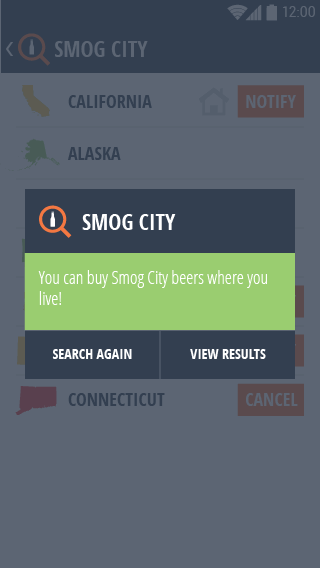 12:00
SMOG CITY
CALIFORNIA
NOTIFY
ALASKA
SMOG CITY
You can buy Smog City beers where you
live!
SEARCH AGAIN
VIEW RESULTS
CONNECTICUT
CANCEL